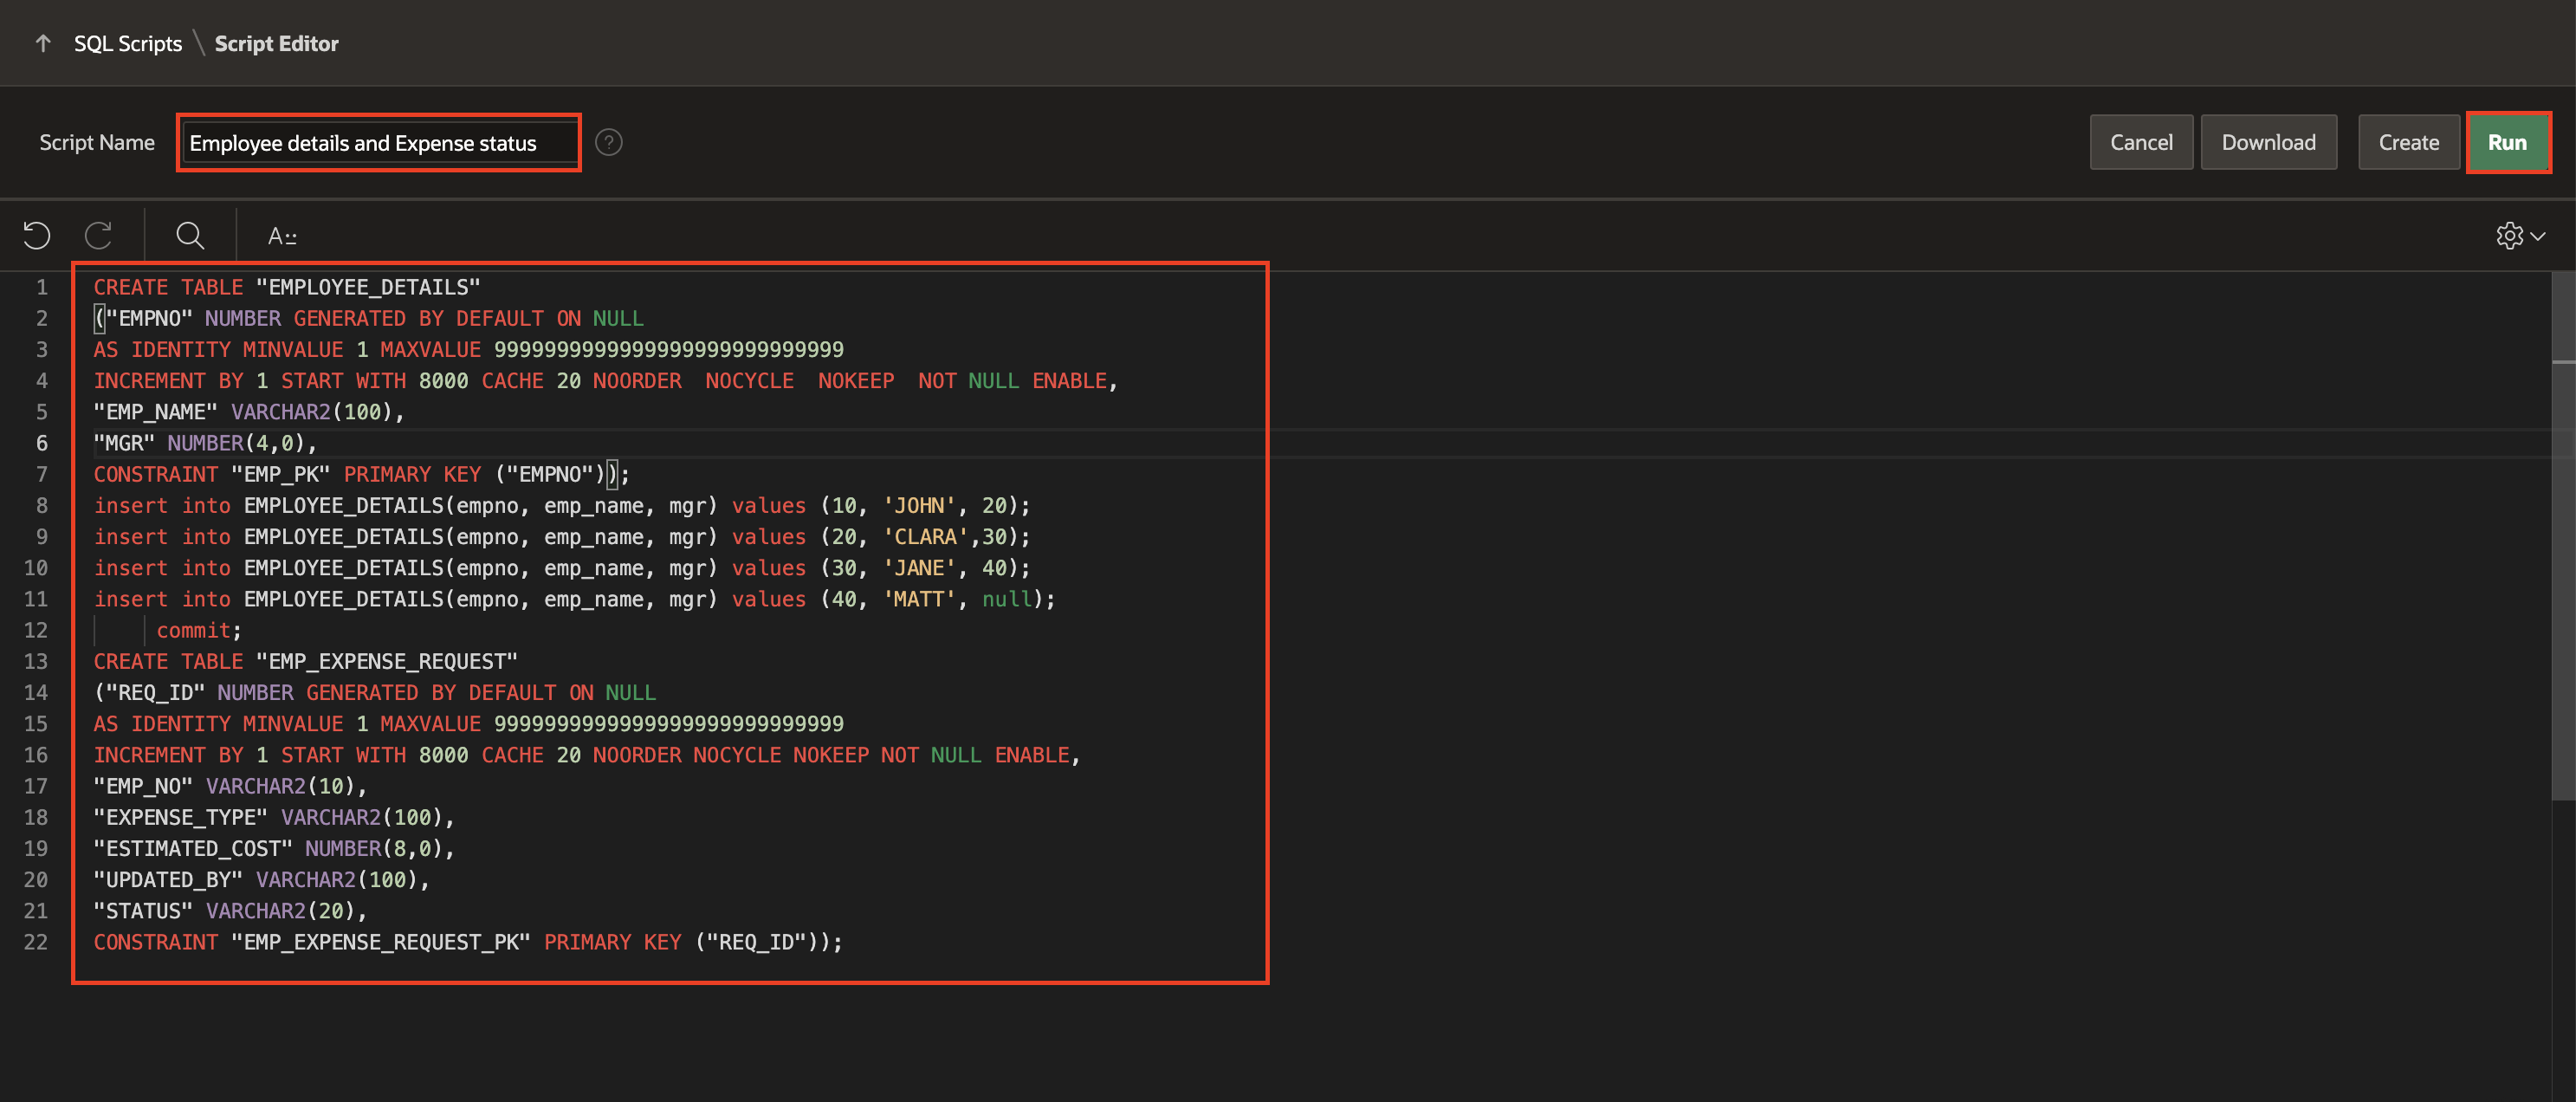 SQL Scripts \ Script Editor
Script Name Employee details and Expense status ? Cancel Download Create Run
A::
1 CREATE TABLE "EMPLOYEE_DETAILS"
2 ("EMPNO" NUMBER GENERATED BY DEFAULT ON NULL
3 AS IDENTITY MINVALUE 1 MAXVALUE 9999999999999999999999999999
4 INCREMENT BY 1 START WITH 8000 CACHE 20 NOORDER  NOCYCLE  NOKEEP  NOT NULL ENABLE,
5 "EMP_NAME" VARCHAR2(100),
6 "MGR" NUMBER(4,0),
7 CONSTRAINT "EMP_PK" PRIMARY KEY ("EMPNO"));
8 insert into EMPLOYEE_DETAILS(empno, emp_name, mgr) values (10, 'JOHN', 20);
9 insert into EMPLOYEE_DETAILS(empno, emp_name, mgr) values (20, 'CLARA',30);
10 insert into EMPLOYEE_DETAILS(empno, emp_name, mgr) values (30, 'JANE', 40);
11 insert into EMPLOYEE_DETAILS(empno, emp_name, mgr) values (40, 'MATT', null);
12 commit;
13 CREATE TABLE "EMP_EXPENSE_REQUEST"
14 ("REQ_ID" NUMBER GENERATED BY DEFAULT ON NULL
15 AS IDENTITY MINVALUE 1 MAXVALUE 9999999999999999999999999999
16 INCREMENT BY 1 START WITH 8000 CACHE 20 NOORDER NOCYCLE NOKEEP NOT NULL ENABLE,
17 "EMP_NO" VARCHAR2(10),
18 "EXPENSE_TYPE" VARCHAR2(100),
19 "ESTIMATED_COST" NUMBER(8,0),
20 "UPDATED_BY" VARCHAR2(100),
21 "STATUS" VARCHAR2(20),
22 CONSTRAINT "EMP_EXPENSE_REQUEST_PK" PRIMARY KEY ("REQ_ID"));